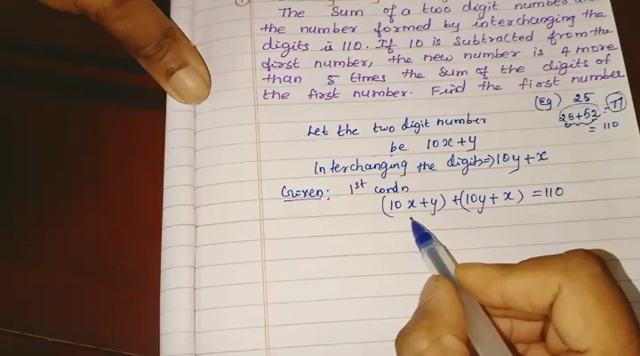 The Sum of a two digit number
the number formed by interchanging the
digits is 110. If 10 is subtracted from the
first number, the new number is 4 more
than 5 times the sum of the digits of
the first number. Find the first number
(Eg) 25
25+52 = 77
= 110
Let the two digit number
be 10x+y
Interchanging the digits=>10y+x
Given: 1st condn
(10x+y)+(10y+x) =110